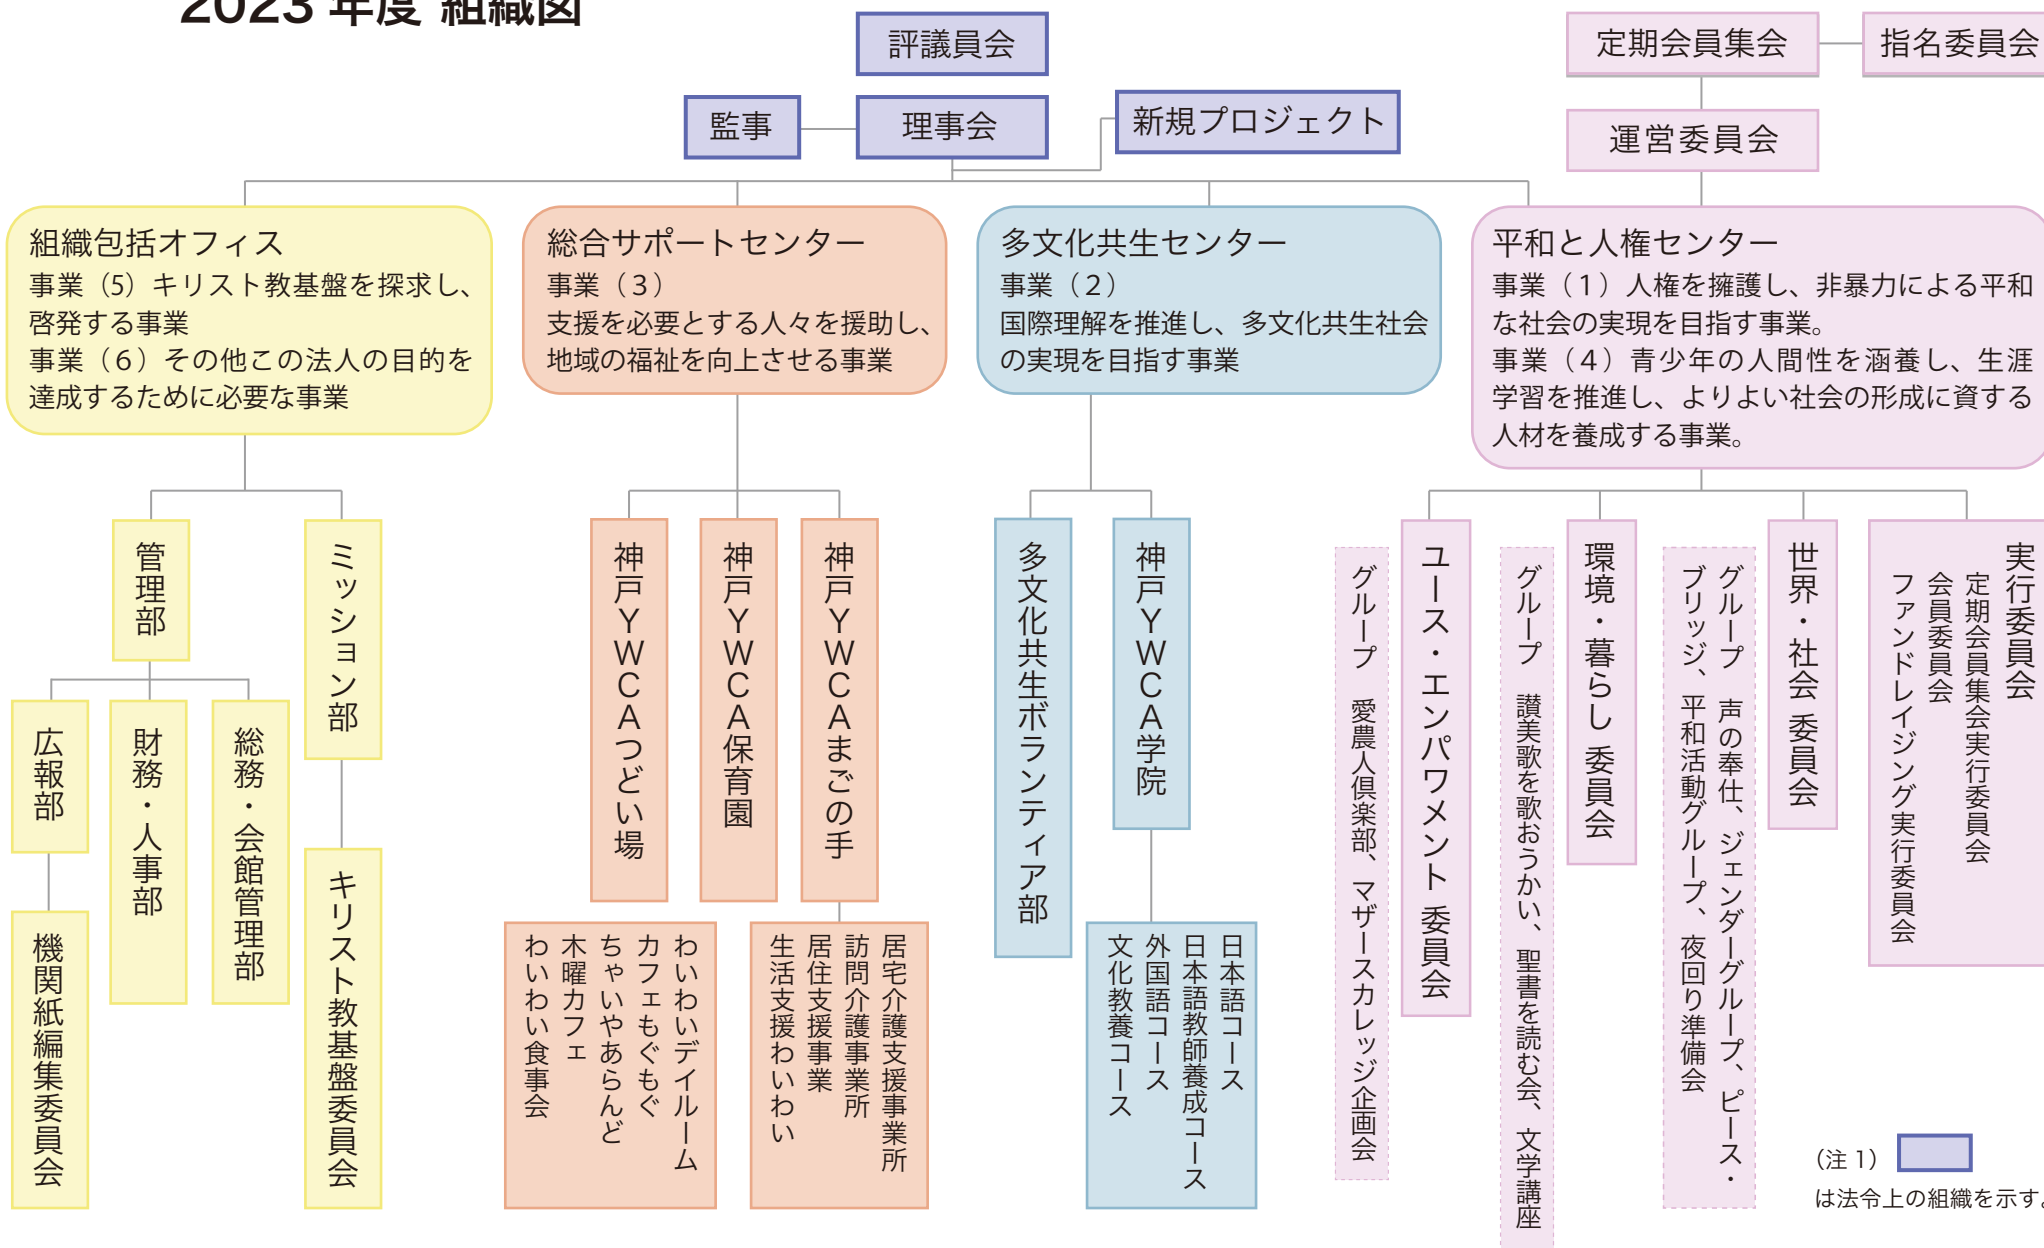 2023 年度 組織図
評議員会
定期会員集会
指名委員会
監事
理事会
新規プロジェクト
運営委員会
組織包括オフィス
事業（5）キリスト教基盤を探求し、
啓発する事業
事業（６）その他この法人の目的を
達成するために必要な事業
総合サポートセンター
事業（３）
支援を必要とする人々を援助し、
地域の福祉を向上させる事業
多文化共生センター
事業（２）
国際理解を推進し、多文化共生社会
の実現を目指す事業
平和と人権センター
事業（１）人権を擁護し、非暴力による平和
な社会の実現を目指す事業。
事業（４）青少年の人間性を涵養し、生涯
学習を推進し、よりよい社会の形成に資する
人材を養成する事業。
管理部
ミッション部
広報部
財務・人事部
総務・会館管理部
機関紙編集委員会
キリスト教基盤委員会
神戸ＹＷＣＡつどい場
神戸ＹＷＣＡ保育園
神戸ＹＷＣＡまごの手
わいわいデイルーム
カフェもぐもぐ
ちゃいやあらんど
木曜カフェ
わいわい食事会
居宅介護支援事業所
訪問介護事業所
居住支援事業
生活支援わいわい
多文化共生ボランティア部
神戸ＹＷＣＡ学院
日本語コース
日本語教師養成コース
外国語コース
文化教養コース
ユース・エンパワメント 委員会
グループ　愛農人倶楽部、マザースカレッジ企画会
環境・暮らし 委員会
グループ　讃美歌を歌おうかい、聖書を読む会、文学講座
世界・社会 委員会
グループ　声の奉仕、ジェンダーグループ、ピース・
ブリッジ、平和活動グループ、夜回り準備会
実行委員会
定期会員集会実行委員会
会員委員会
ファンドレイジング実行委員会
（注 1）
は法令上の組織を示す。